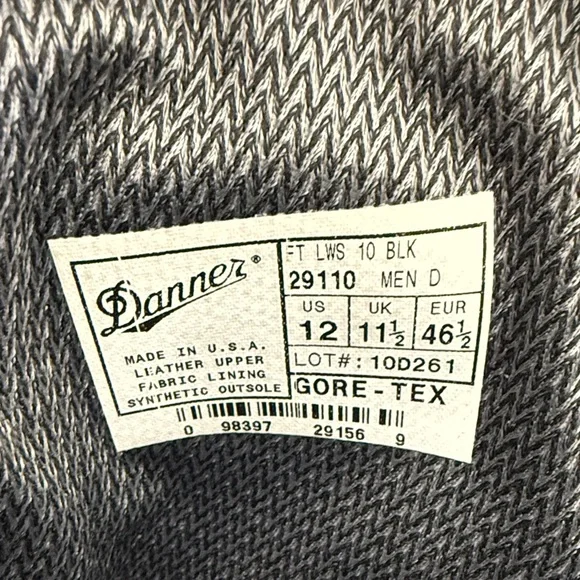 Danner®
MADE IN U.S.A.
LEATHER UPPER
FABRIC LINING
SYNTHETIC OUTSOLE
FT LWS 10 BLK
29110 MEN D
US UK EUR
12 11½ 46½
LOT#: 10D261
GORE-TEX
0 98397 29156 9